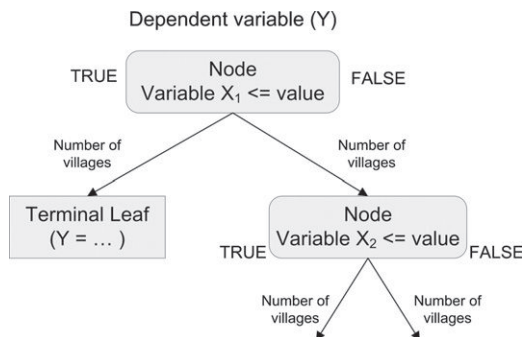 Dependent variable (Y)
TRUE
Node
Variable X₁ <= value
FALSE
Number of
villages
Number of
villages
Terminal Leaf
(Y = … )
Node
Variable X₂ <= value
TRUE
FALSE
Number of
villages
Number of
villages